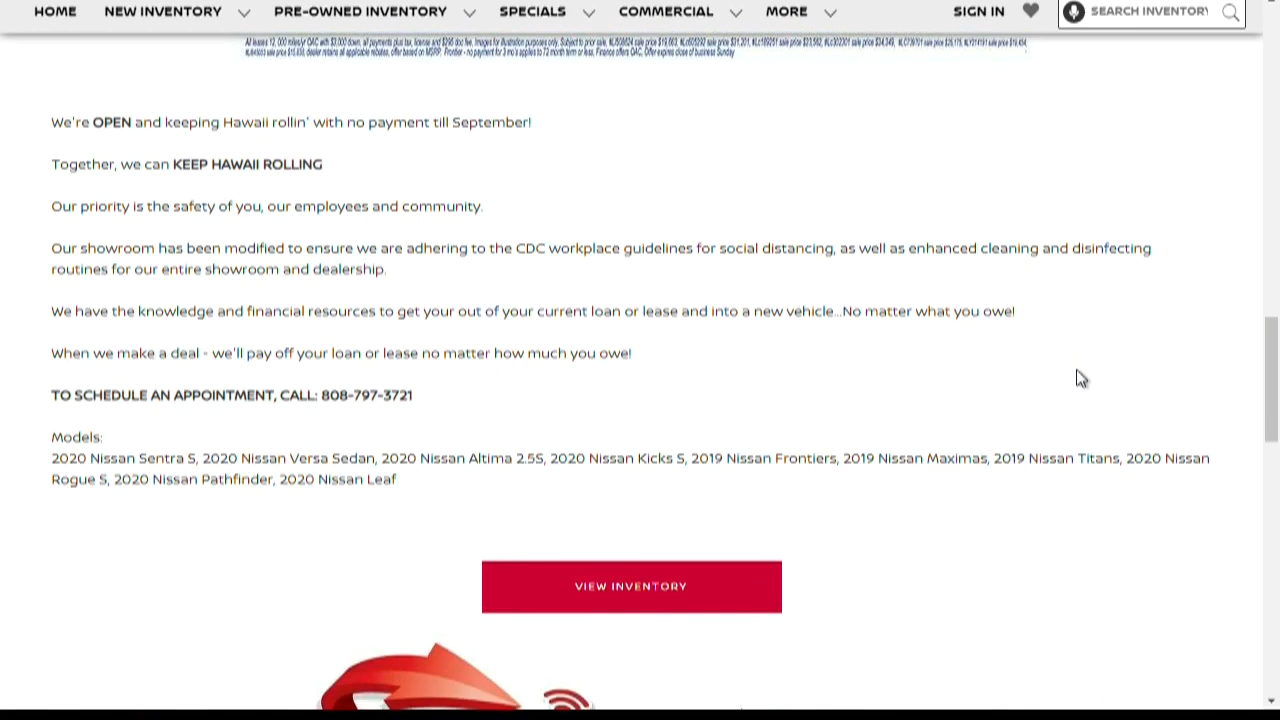 HOME NEW INVENTORY PRE-OWNED INVENTORY SPECIALS COMMERCIAL MORE SIGN IN SEARCH INVENTORY
We're OPEN and keeping Hawaii rollin' with no payment till September!
Together, we can KEEP HAWAII ROLLING
Our priority is the safety of you, our employees and community.
Our showroom has been modified to ensure we are adhering to the CDC workplace guidelines for social distancing, as well as enhanced cleaning and disinfecting
routines for our entire showroom and dealership.
We have the knowledge and financial resources to get your out of your current loan or lease and into a new vehicle...No matter what you owe!
When we make a deal - we'll pay off your loan or lease no matter how much you owe!
TO SCHEDULE AN APPOINTMENT, CALL: 808-797-3721
Models:
2020 Nissan Sentra S, 2020 Nissan Versa Sedan, 2020 Nissan Altima 2.5S, 2020 Nissan Kicks S, 2019 Nissan Frontiers, 2019 Nissan Maximas, 2019 Nissan Titans, 2020 Nissan
Rogue S, 2020 Nissan Pathfinder, 2020 Nissan Leaf
VIEW INVENTORY